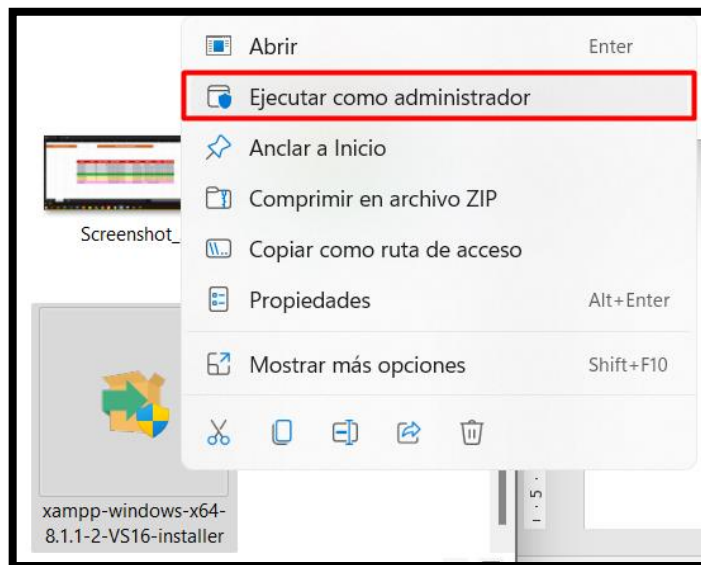 Abrir Enter
Ejecutar como administrador
Anclar a Inicio
Comprimir en archivo ZIP
Screenshot_
Copiar como ruta de acceso
Propiedades Alt+Enter
Mostrar más opciones Shift+F10
xampp-windows-x64-
8.1.1-2-VS16-installer
5